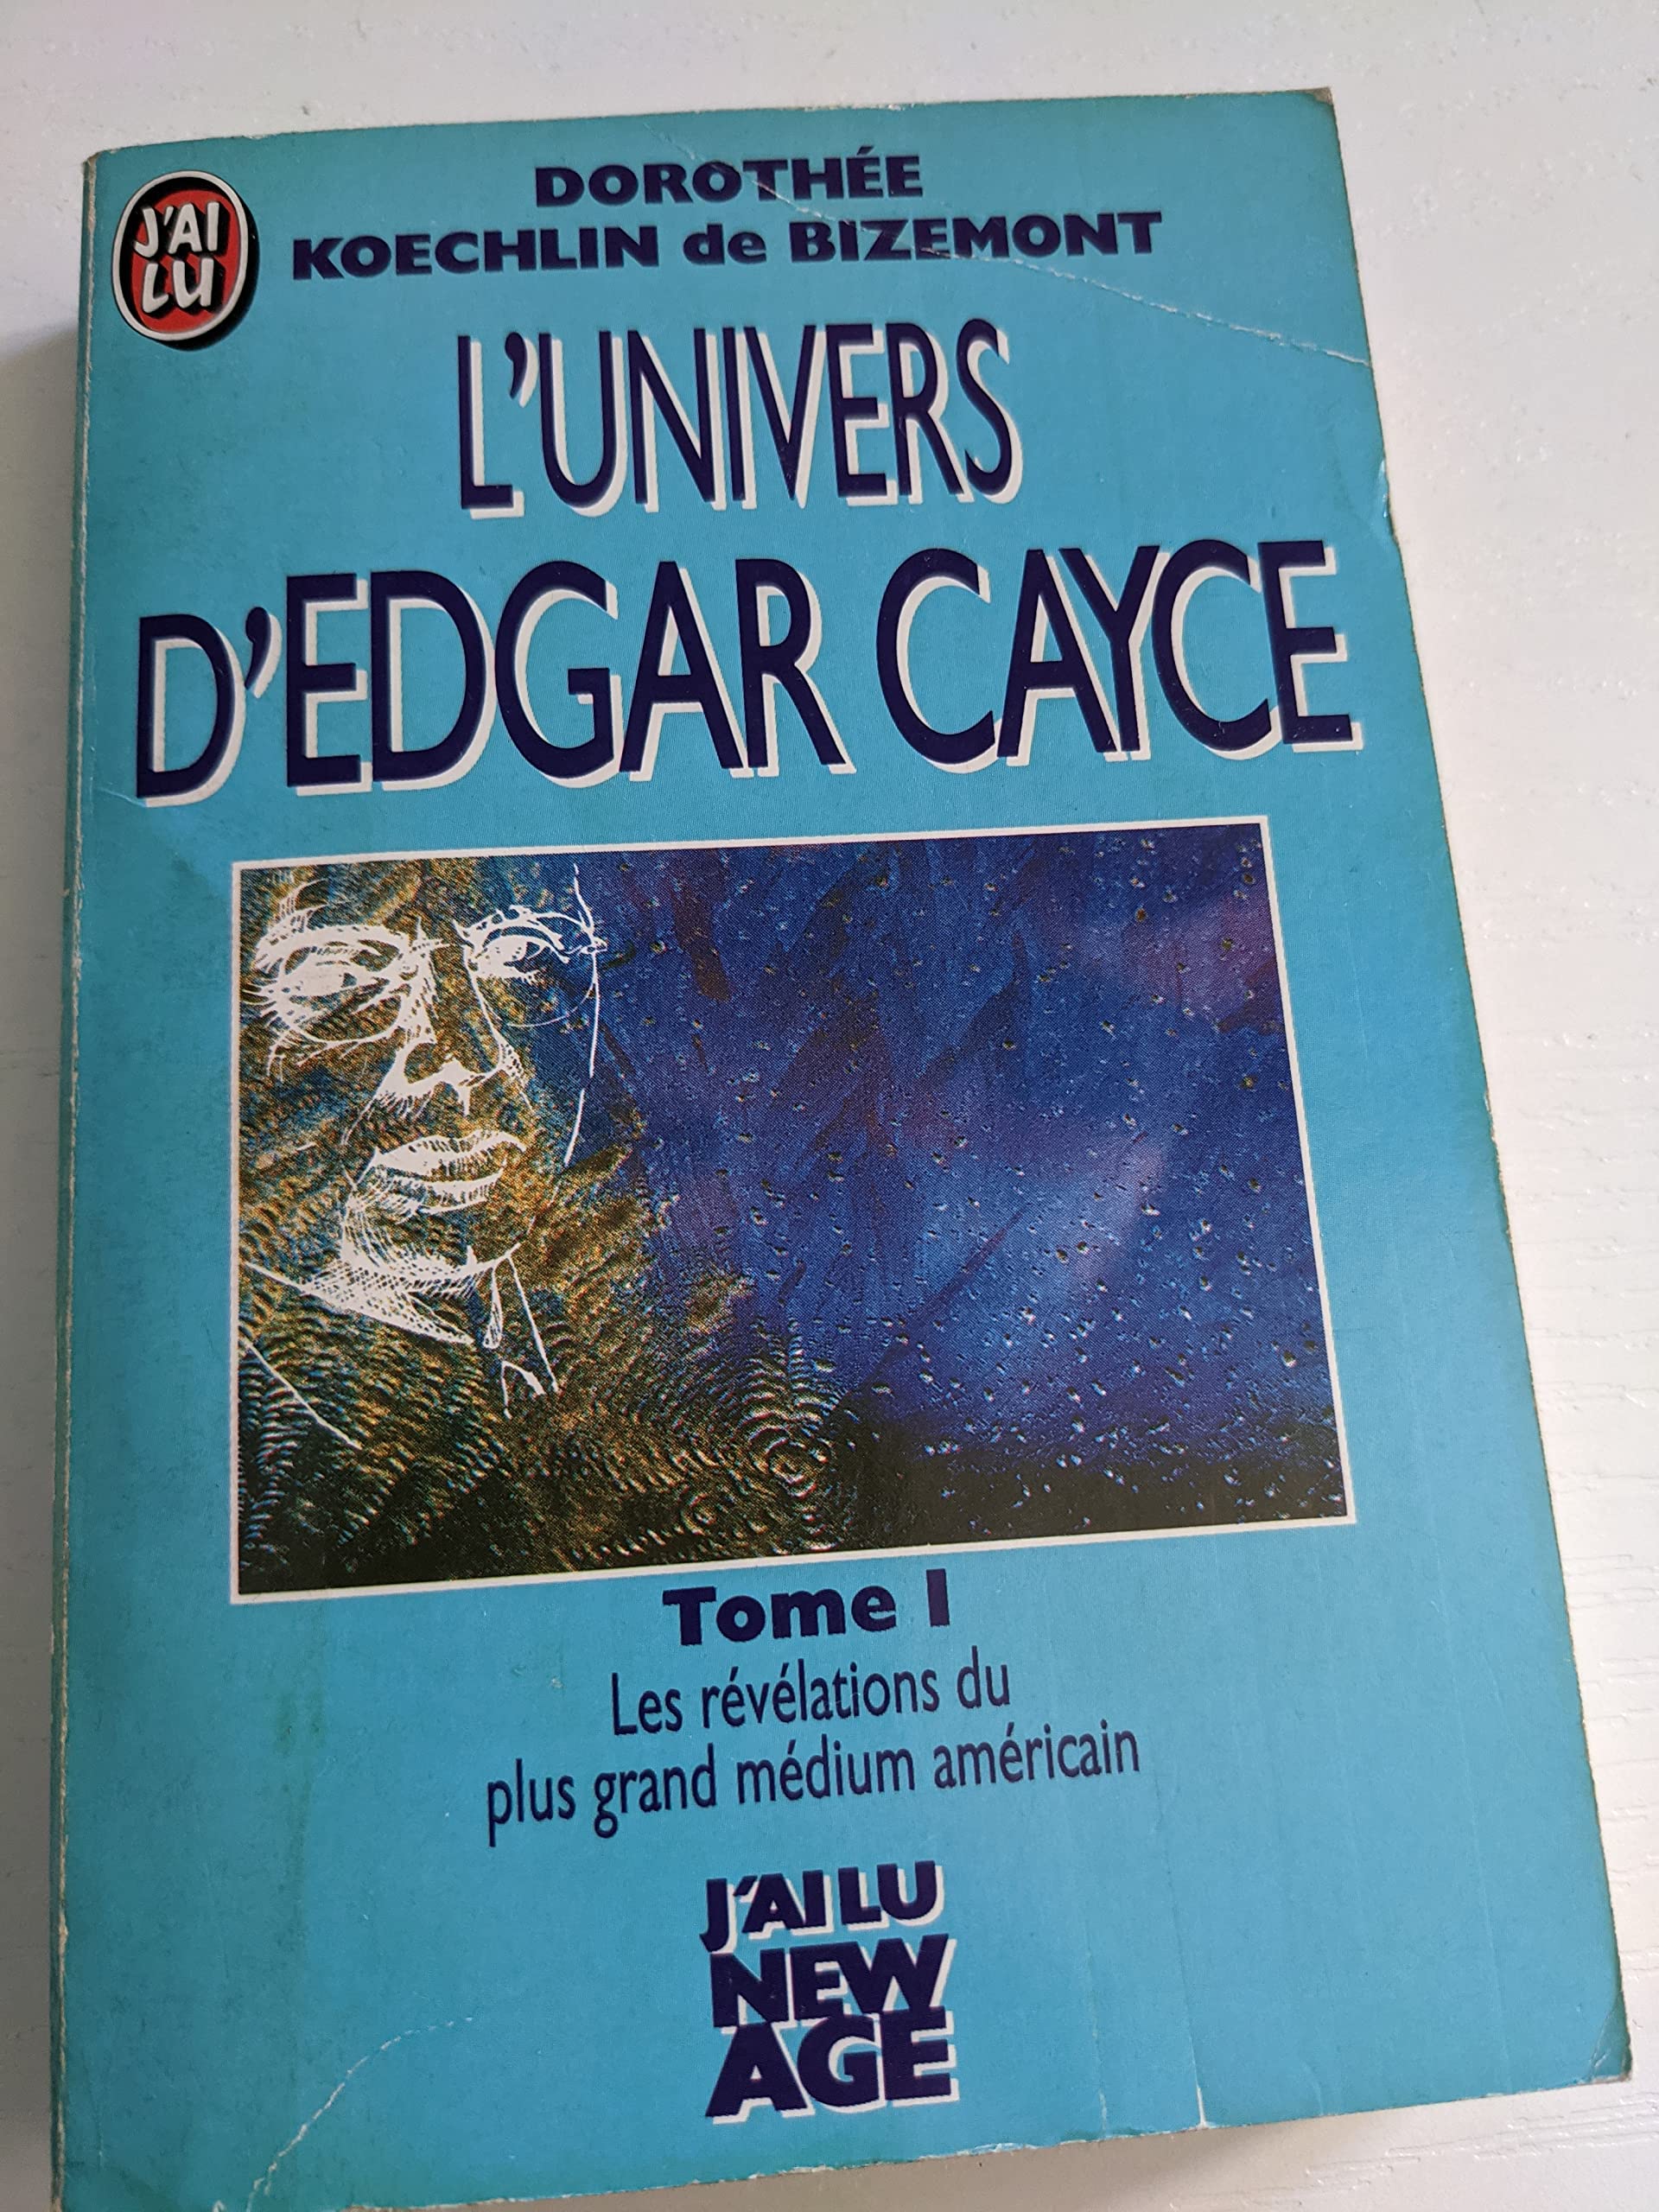 J'AI
LU
DOROTHÉE
KOECHLIN de BIZEMONT
L'UNIVERS
D'EDGAR CAYCE
Tome I
Les révélations du
plus grand médium américain
J'AI LU
NEW
AGE